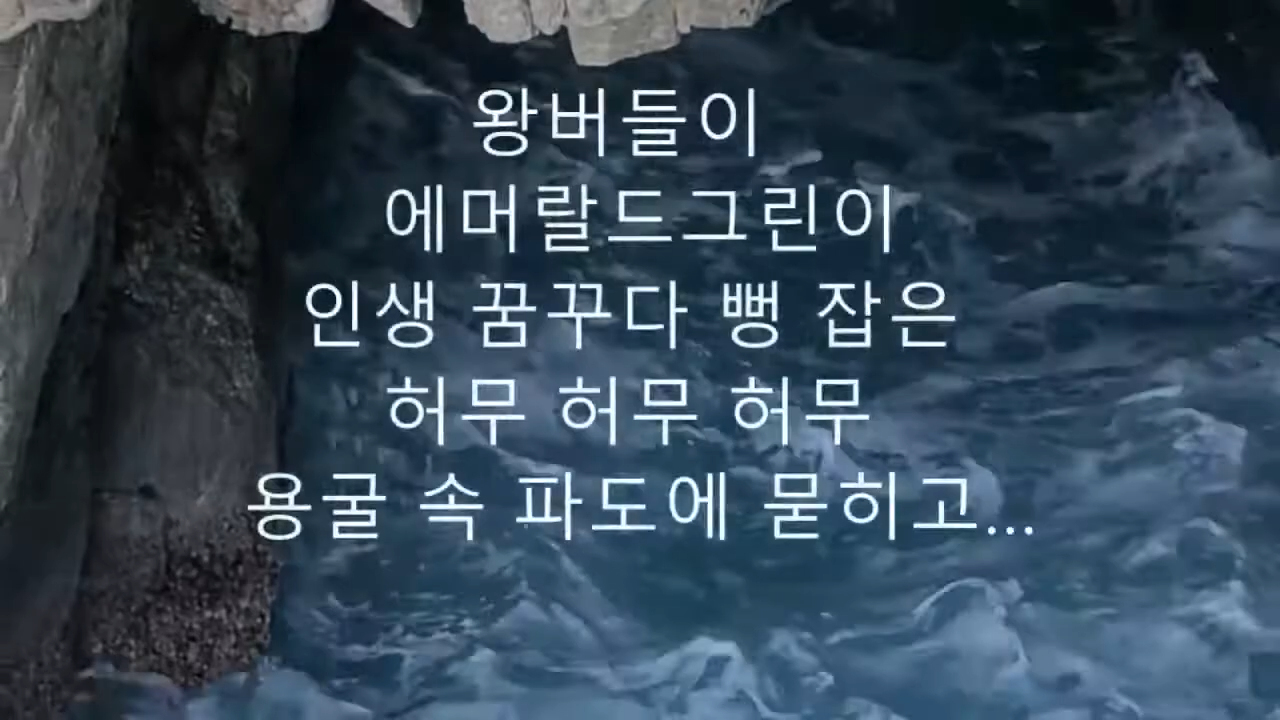 왕버들이
에머랄드그린이
인생 꿈꾸다 뻥 잡은
허무 허무 허무
용굴 속 파도에 묻히고...